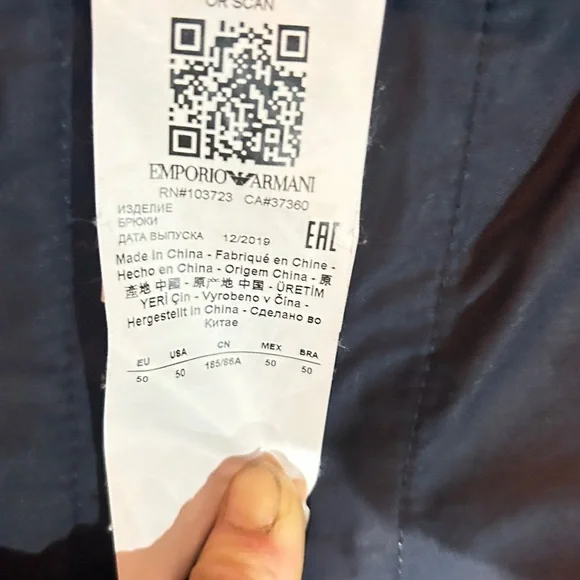 OR SCAN
EMPORIO ARMANI
RN#103723 CA#37360
ИЗДЕЛИЕ
БРЮКИ
ДАТА ВЫПУСКА 12/2019 EAC
Made in China - Fabriqué en Chine -
Hecho en China - Origem China - 原
產地 中國 - 原产地 中国 - ÜRETİM
YERİ Çin - Vyrobeno v Čína -
Hergestellt in China - Сделано во
Китае
EU USA CN MEX BRA
50 50 185/86A 50 50